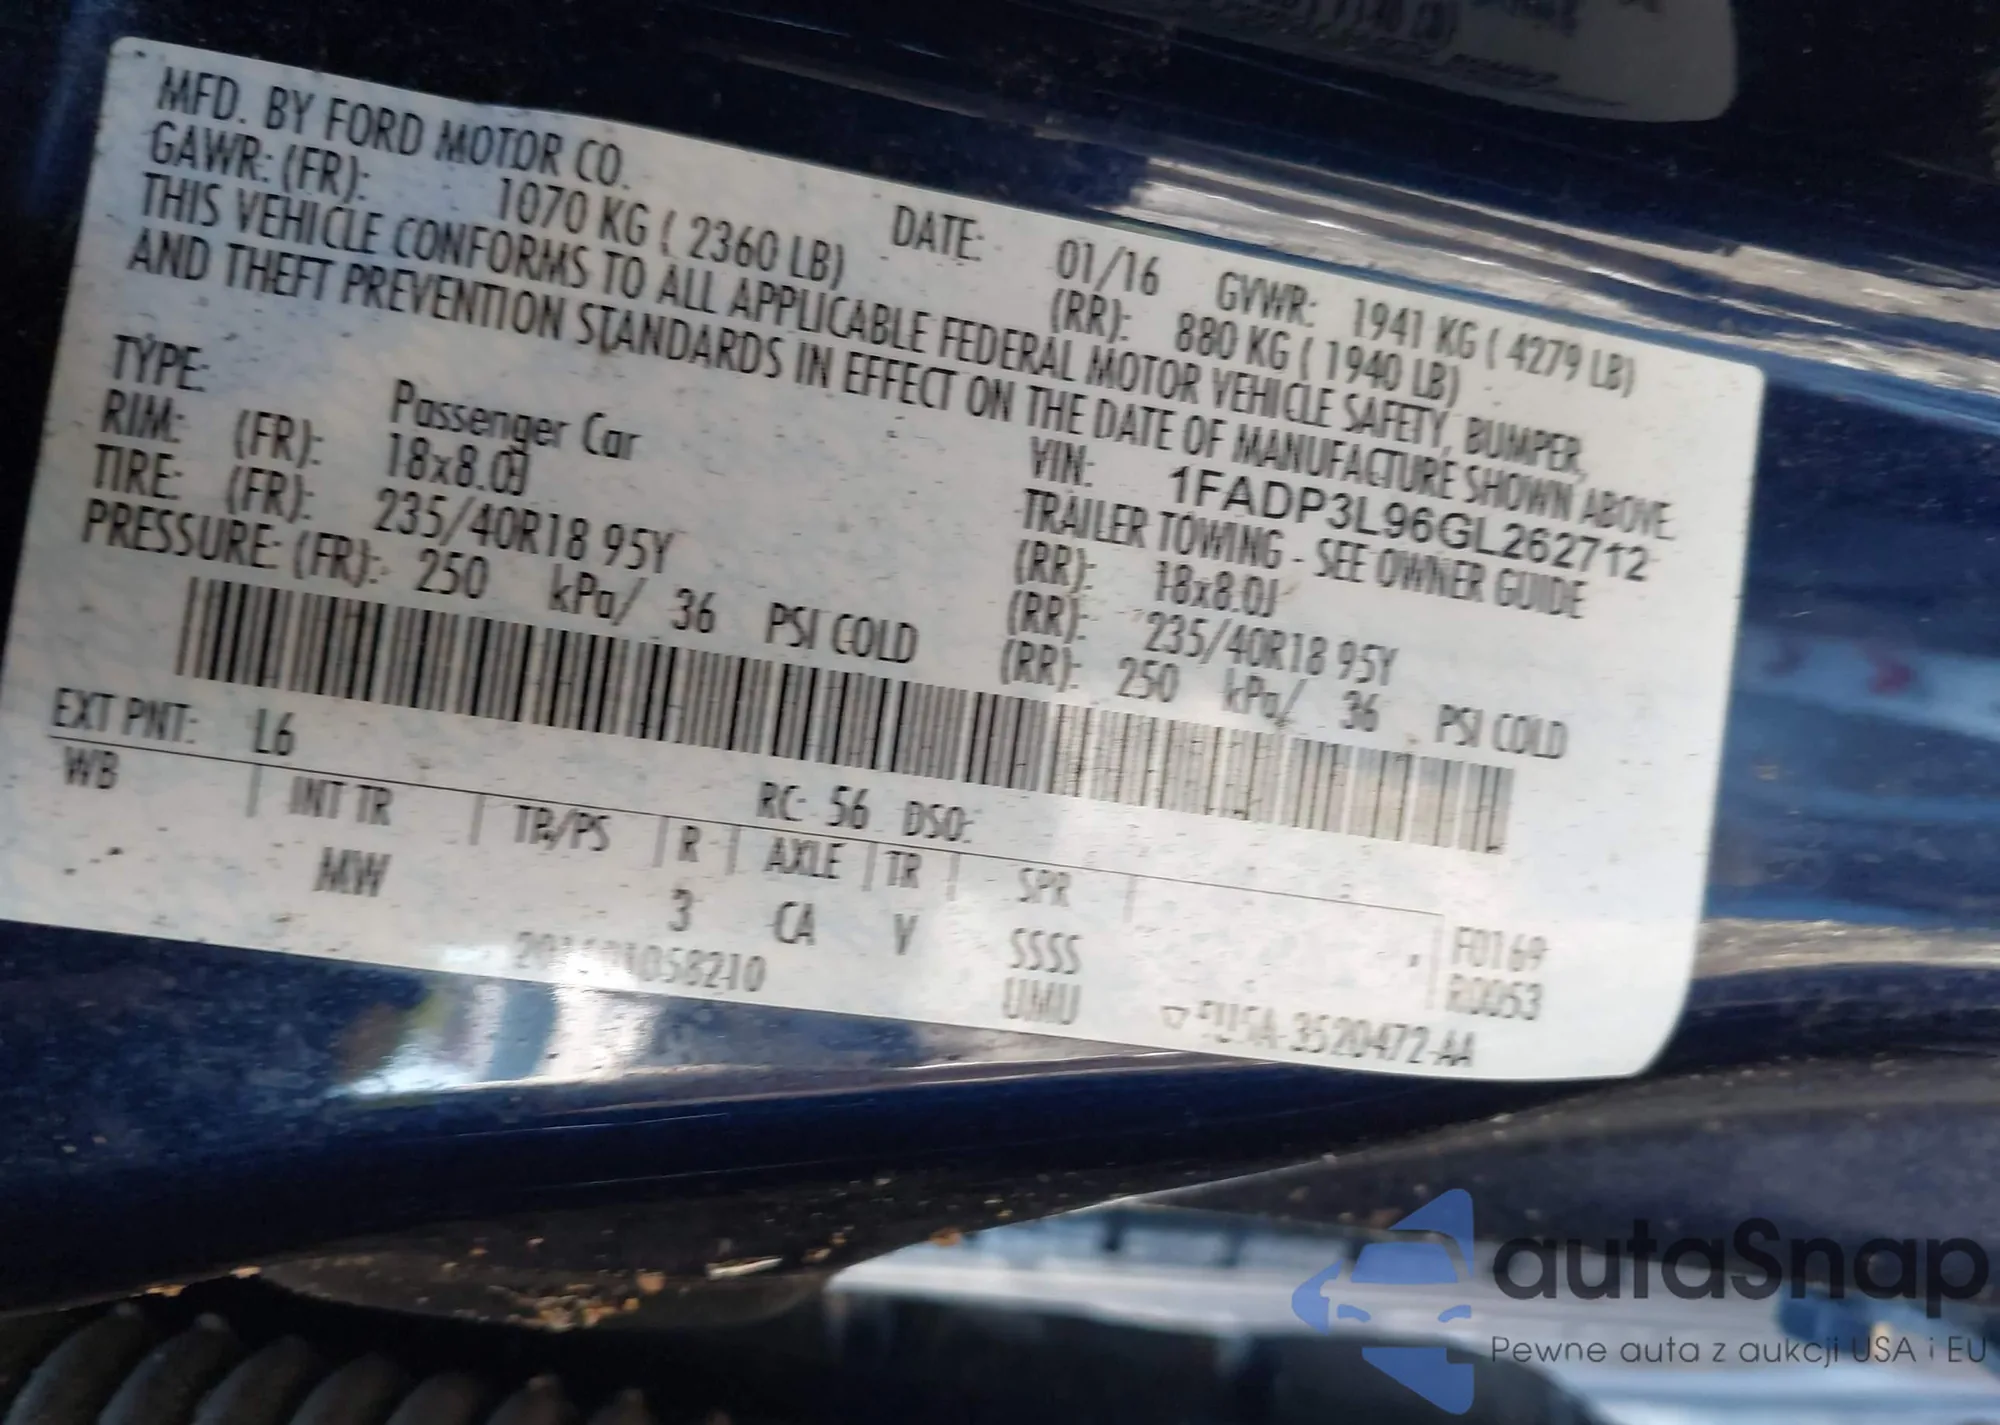 MFD. BY FORD MOTOR CO. DATE: 01/16 GVWR: 1941 KG ( 4279 LB)
GAWR: (FR): 1070 KG ( 2360 LB) (RR): 880 KG ( 1940 LB)
THIS VEHICLE CONFORMS TO ALL APPLICABLE FEDERAL MOTOR VEHICLE SAFETY, BUMPER,
AND THEFT PREVENTION STANDARDS IN EFFECT ON THE DATE OF MANUFACTURE SHOWN ABOVE.
VIN: 1FADP3L96GL262712
TYPE: Passenger Car TRAILER TOWING - SEE OWNER GUIDE
RIM: (FR): 18x8.0J (RR): 18x8.0J
TIRE: (FR): 235/40R18 95Y (RR): 235/40R18 95Y
PRESSURE: (FR): 250 kPa/ 36 PSI COLD (RR): 250 kPa/ 36 PSI COLD
EXT PNT: L6 RC: 56 DSO:
WB INT TR TP/PS R AXLE TR SPR
MW 3 CA V SSSS
F0169
R0053
UMU
-3520472-AA
autaSnap
Pewne auta z aukcji USA i EU